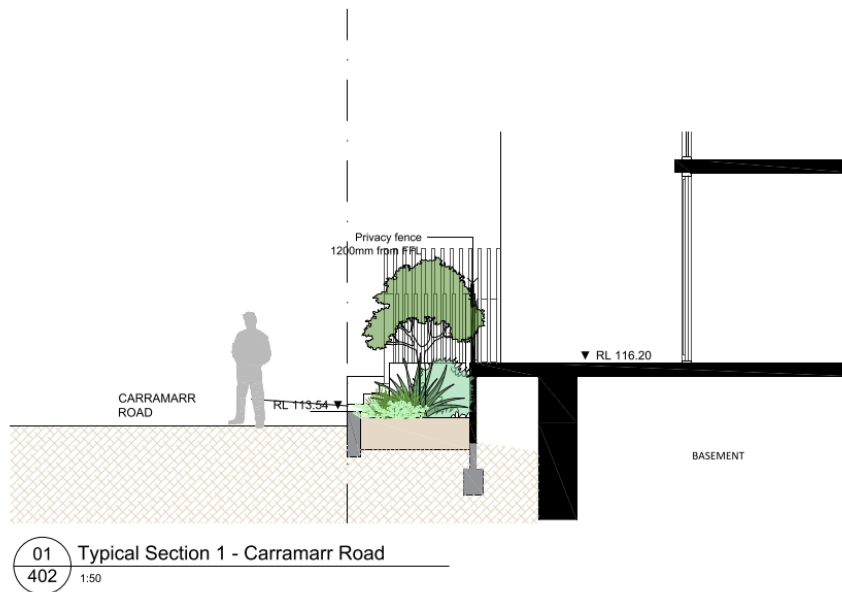 Privacy fence
1200mm from FFL
RL 116.20
CARRAMARR
ROAD
RL 113.54
BASEMENT
01
402
Typical Section 1 - Carramarr Road
1:50